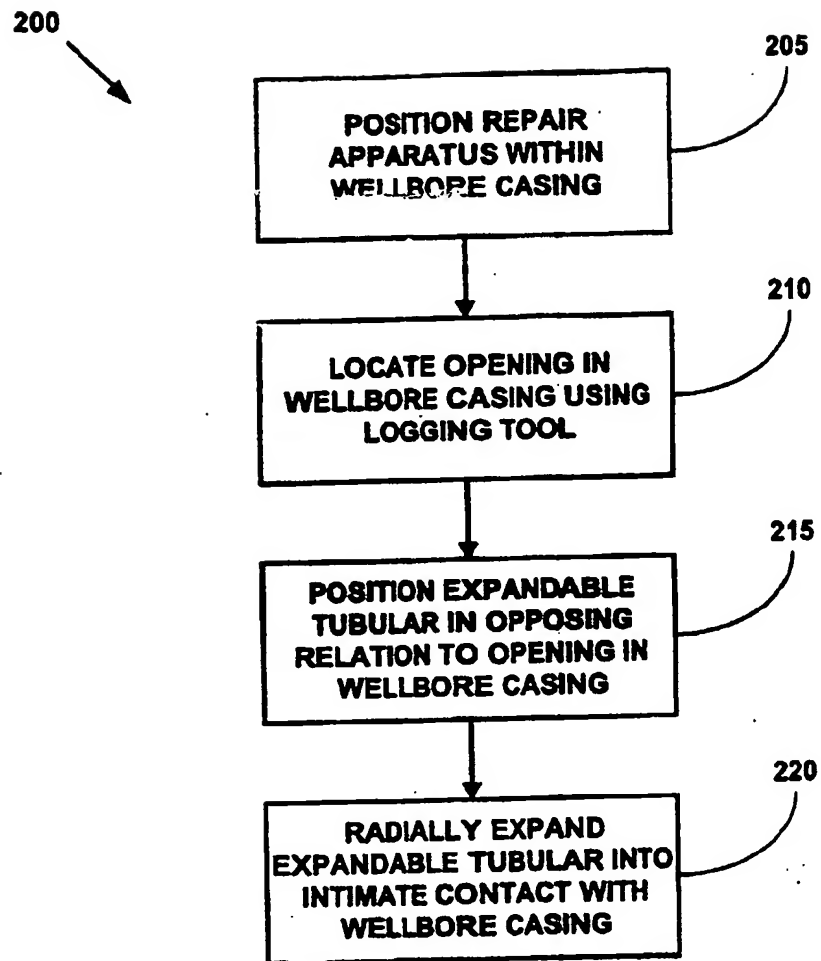 200
205
POSITION REPAIR
APPARATUS WITHIN
WELLBORE CASING
210
LOCATE OPENING IN
WELLBORE CASING USING
LOGGING TOOL
215
POSITION EXPANDABLE
TUBULAR IN OPPOSING
RELATION TO OPENING IN
WELLBORE CASING
220
RADIALLY EXPAND
EXPANDABLE TUBULAR INTO
INTIMATE CONTACT WITH
WELLBORE CASING